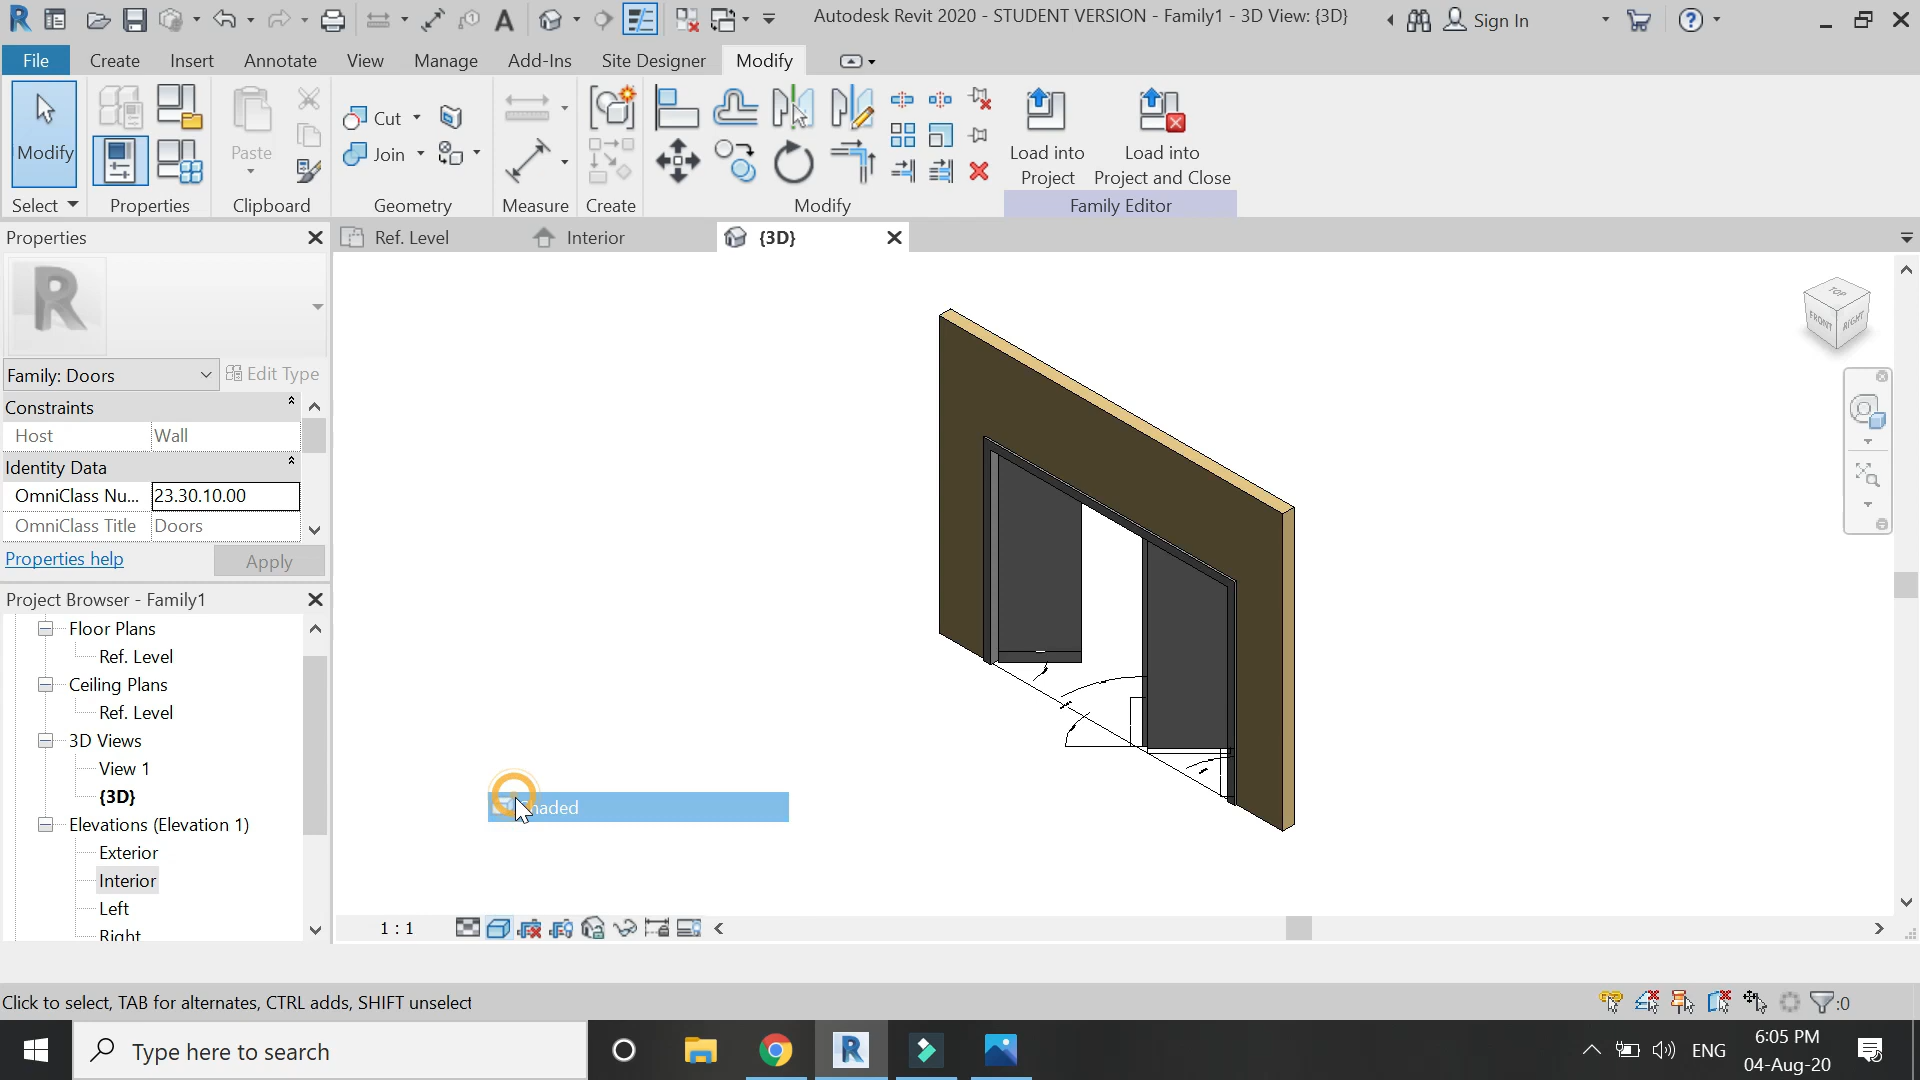 Autodesk Revit 2020 - STUDENT VERSION - Family1 - 3D View: {3D}
Sign In
File
Create
Insert
Annotate
View
Manage
Add-Ins
Site Designer
Modify
Modify
Paste
Cut
Join
Load into
Project
Load into
Project and Close
Select
Properties
Clipboard
Geometry
Measure
Create
Modify
Family Editor
Properties
Ref. Level
Interior
{3D}
TOP
FRONT
RIGHT
Family: Doors
Edit Type
Constraints
Host
Wall
Identity Data
OmniClass Nu...
23.30.10.00
OmniClass Title
Doors
Properties help
Apply
Project Browser - Family1
Floor Plans
Ref. Level
Ceiling Plans
Ref. Level
3D Views
View 1
{3D}
Elevations (Elevation 1)
Exterior
Interior
Left
Right
Shaded
1 : 1
Click to select, TAB for alternates, CTRL adds, SHIFT unselect
:0
Type here to search
ENG
6:05 PM
04-Aug-20